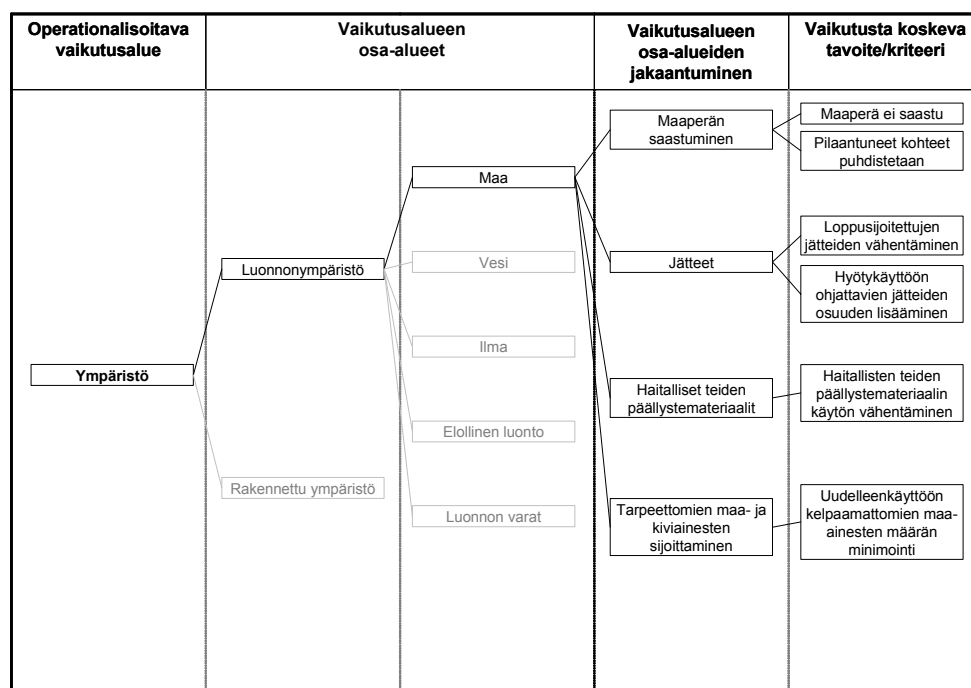 Operationalisoitava
vaikutusalue
Vaikutusalueen
osa-alueet
Vaikutusalueen
osa-alueiden
jakaantuminen
Vaikutusta koskeva
tavoite/kriteeri
Ympäristö
Luonnonympäristö
Rakennettu ympäristö
Maa
Vesi
Ilma
Elollinen luonto
Luonnon varat
Maaperän
saastuminen
Jätteet
Haitalliset teiden
päällystemateriaalit
Tarpeettomien maa- ja
kiviainesten
sijoittaminen
Maaperä ei saastu
Pilaantuneet kohteet
puhdistetaan
Loppusijoitettujen
jätteiden vähentäminen
Hyötykäyttöön
ohjattavien jätteiden
osuuden lisääminen
Haitallisten teiden
päällystemateriaalin
käytön vähentäminen
Uudelleenkäyttöön
kelpaamattomien maa-
ainesten määrän
minimointi